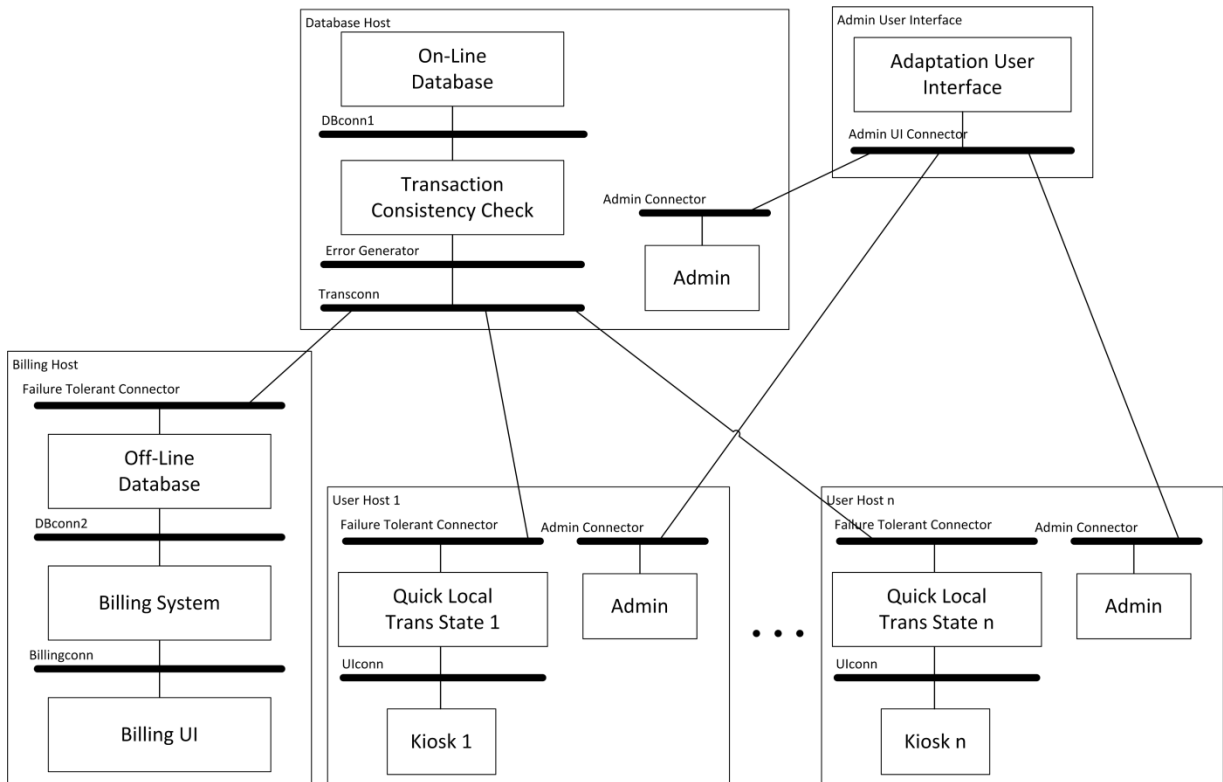 Database Host
On-Line
Database
DBconn1
Transaction
Consistency Check
Error Generator
Transconn
Admin Connector
Admin
Admin User Interface
Adaptation User
Interface
Admin UI Connector
Billing Host
Failure Tolerant Connector
Off-Line
Database
DBconn2
Billing System
Billingconn
Billing UI
User Host 1
Failure Tolerant Connector
Quick Local
Trans State 1
UIconn
Kiosk 1
Admin Connector
Admin
User Host n
Failure Tolerant Connector
Quick Local
Trans State n
UIconn
Kiosk n
Admin Connector
Admin